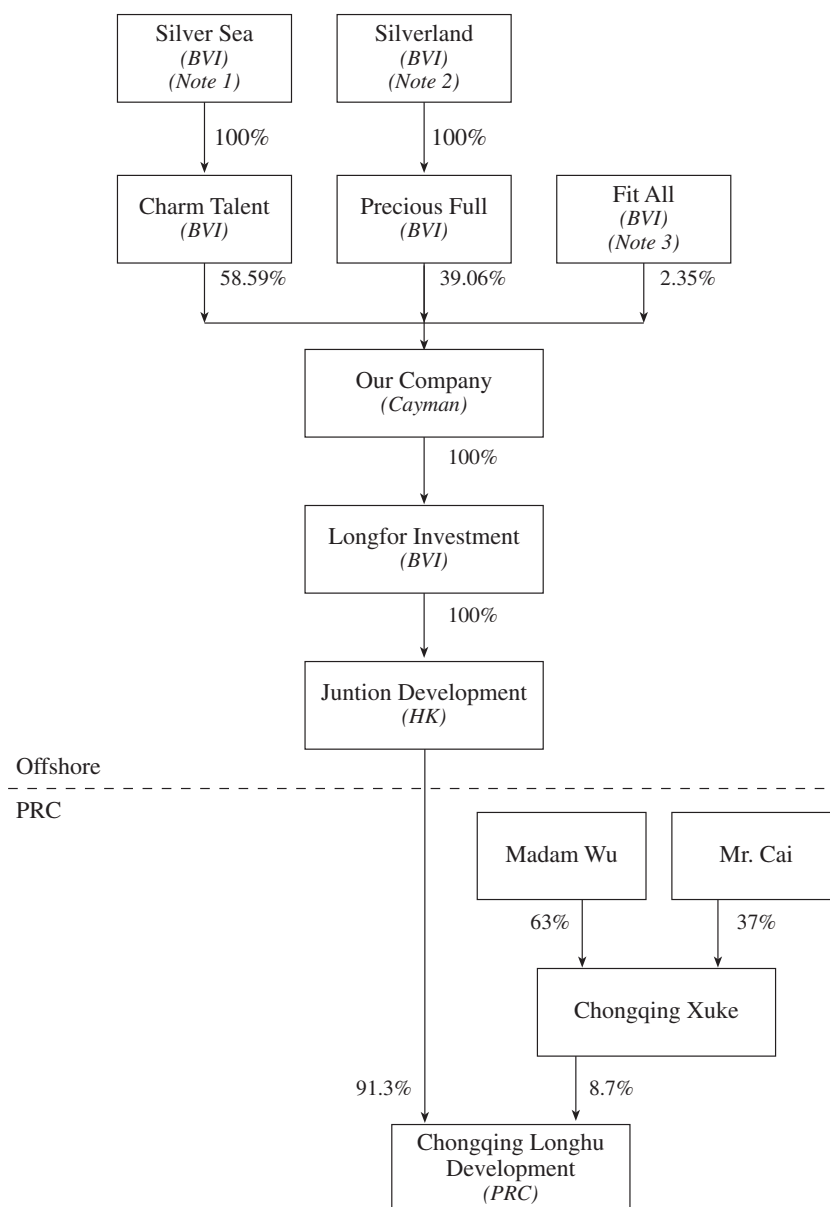 Silver Sea
(BVI)
(Note 1)
Silverland
(BVI)
(Note 2)
100%
100%
Charm Talent
(BVI)
Precious Full
(BVI)
Fit All
(BVI)
(Note 3)
58.59%
39.06%
2.35%
Our Company
(Cayman)
100%
Longfor Investment
(BVI)
100%
Juntion Development
(HK)
Offshore
PRC
Madam Wu
Mr. Cai
63%
37%
Chongqing Xuke
91.3%
8.7%
Chongqing Longhu
Development
(PRC)